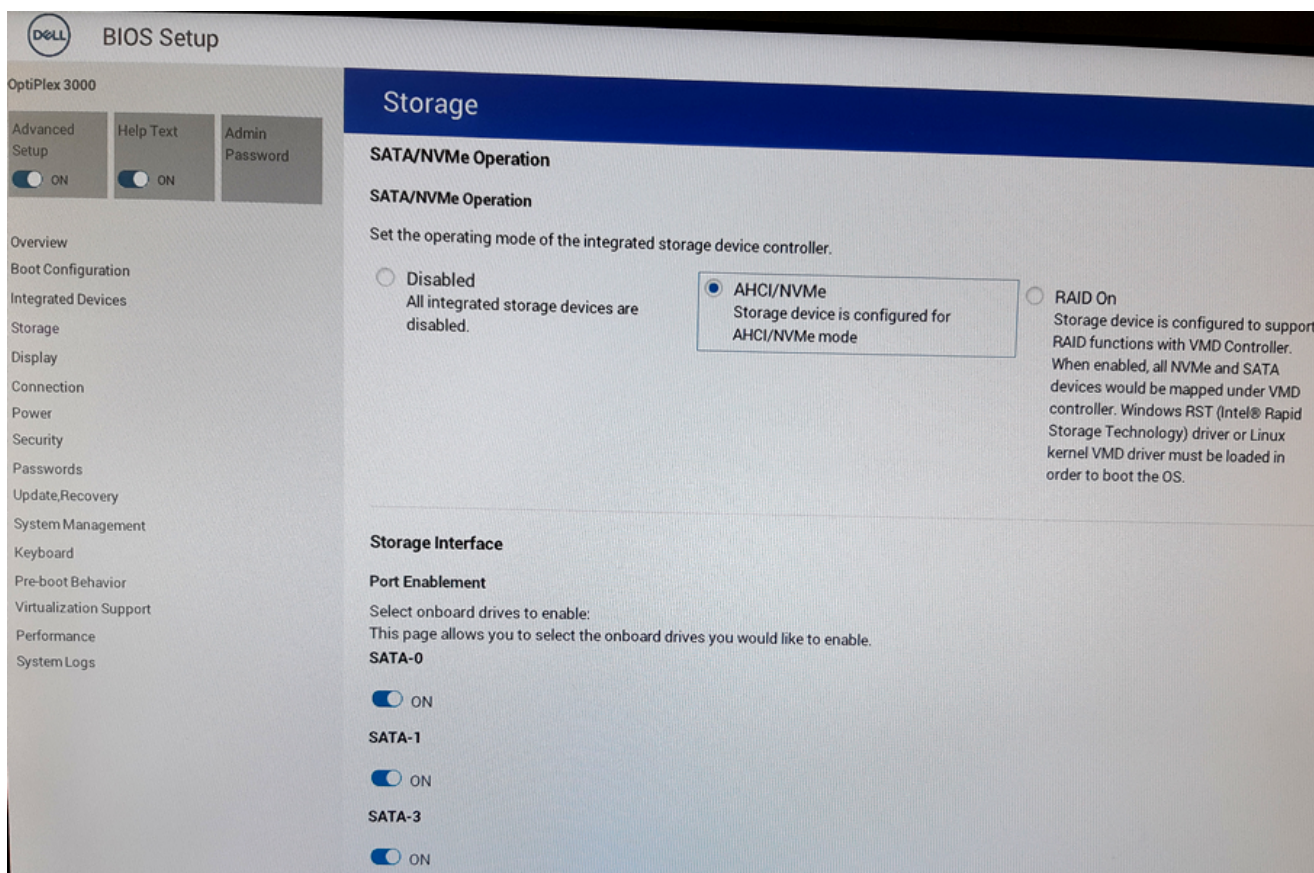 DELL
BIOS Setup
OptiPlex 3000
Advanced
Setup
ON
Help Text
ON
Admin
Password
Overview
Boot Configuration
Integrated Devices
Storage
Display
Connection
Power
Security
Passwords
Update,Recovery
System Management
Keyboard
Pre-boot Behavior
Virtualization Support
Performance
System Logs
Storage
SATA/NVMe Operation
SATA/NVMe Operation
Set the operating mode of the integrated storage device controller.
Disabled
All integrated storage devices are
disabled.
AHCI/NVMe
Storage device is configured for
AHCI/NVMe mode
RAID On
Storage device is configured to support
RAID functions with VMD Controller.
When enabled, all NVMe and SATA
devices would be mapped under VMD
controller. Windows RST (Intel® Rapid
Storage Technology) driver or Linux
kernel VMD driver must be loaded in
order to boot the OS.
Storage Interface
Port Enablement
Select onboard drives to enable:
This page allows you to select the onboard drives you would like to enable.
SATA-0
ON
SATA-1
ON
SATA-3
ON